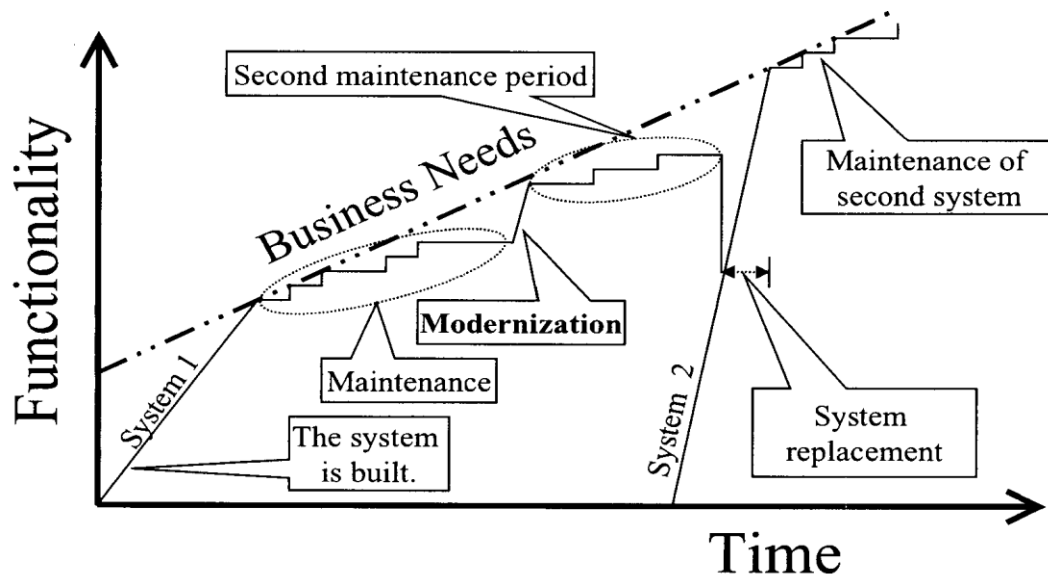 Second maintenance period
Functionality
Business Needs
Maintenance of
second system
Modernization
Maintenance
System 1
The system
is built.
System 2
System
replacement
Time